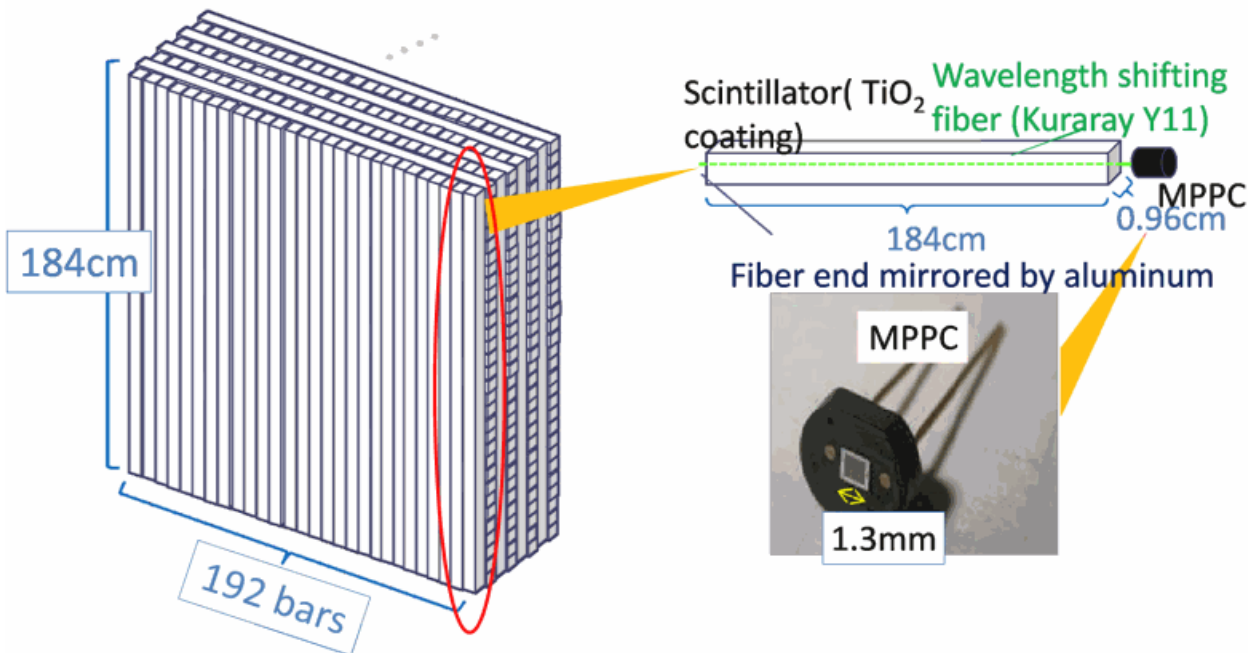 184cm
192 bars
Scintillator( TiO2
coating)
Wavelength shifting
fiber (Kuraray Y11)
MPPC
0.96cm
184cm
Fiber end mirrored by aluminum
MPPC
1.3mm